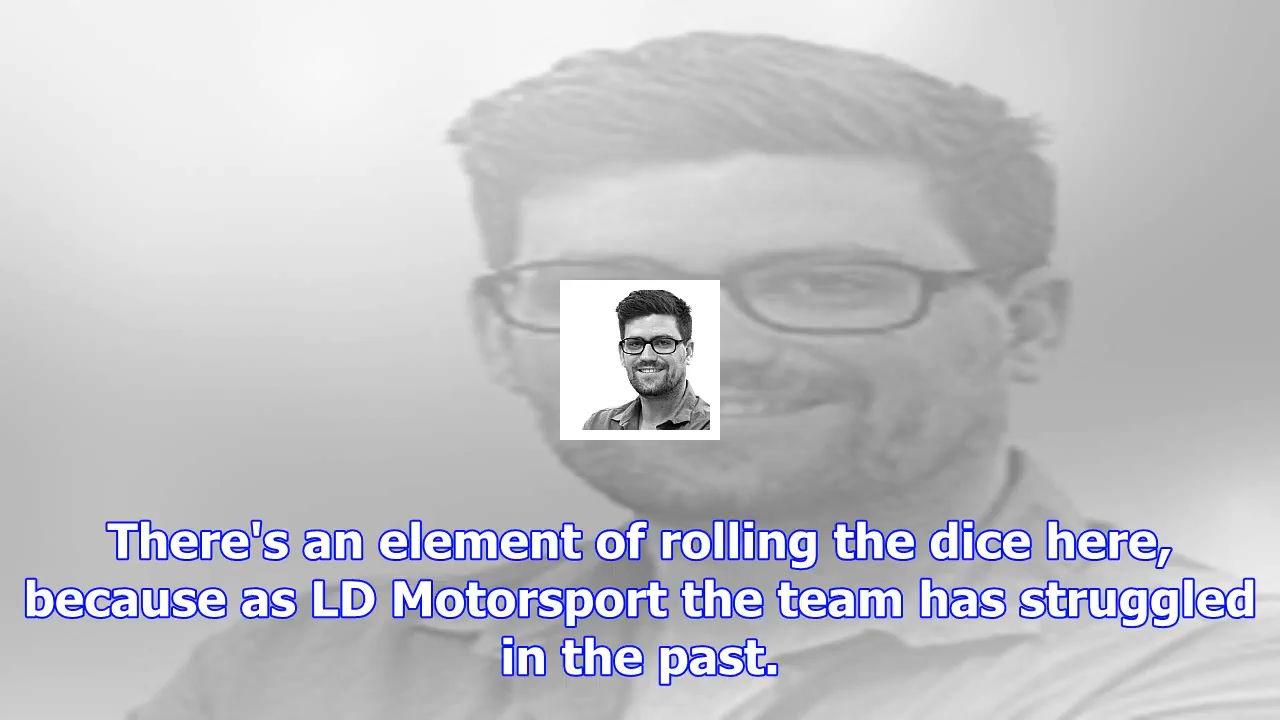 There's an element of rolling the dice here,
because as LD Motorsport the team has struggled
in the past.